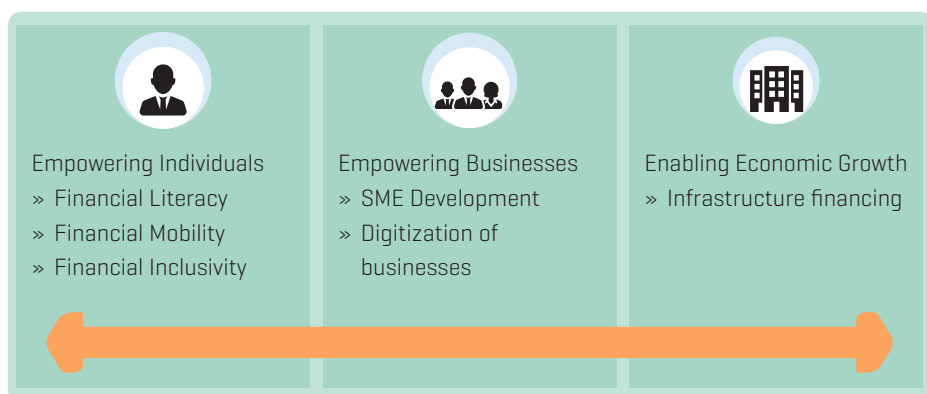 Empowering Individuals
» Financial Literacy
» Financial Mobility
» Financial Inclusivity
Empowering Businesses
» SME Development
» Digitization of
businesses
Enabling Economic Growth
» Infrastructure financing